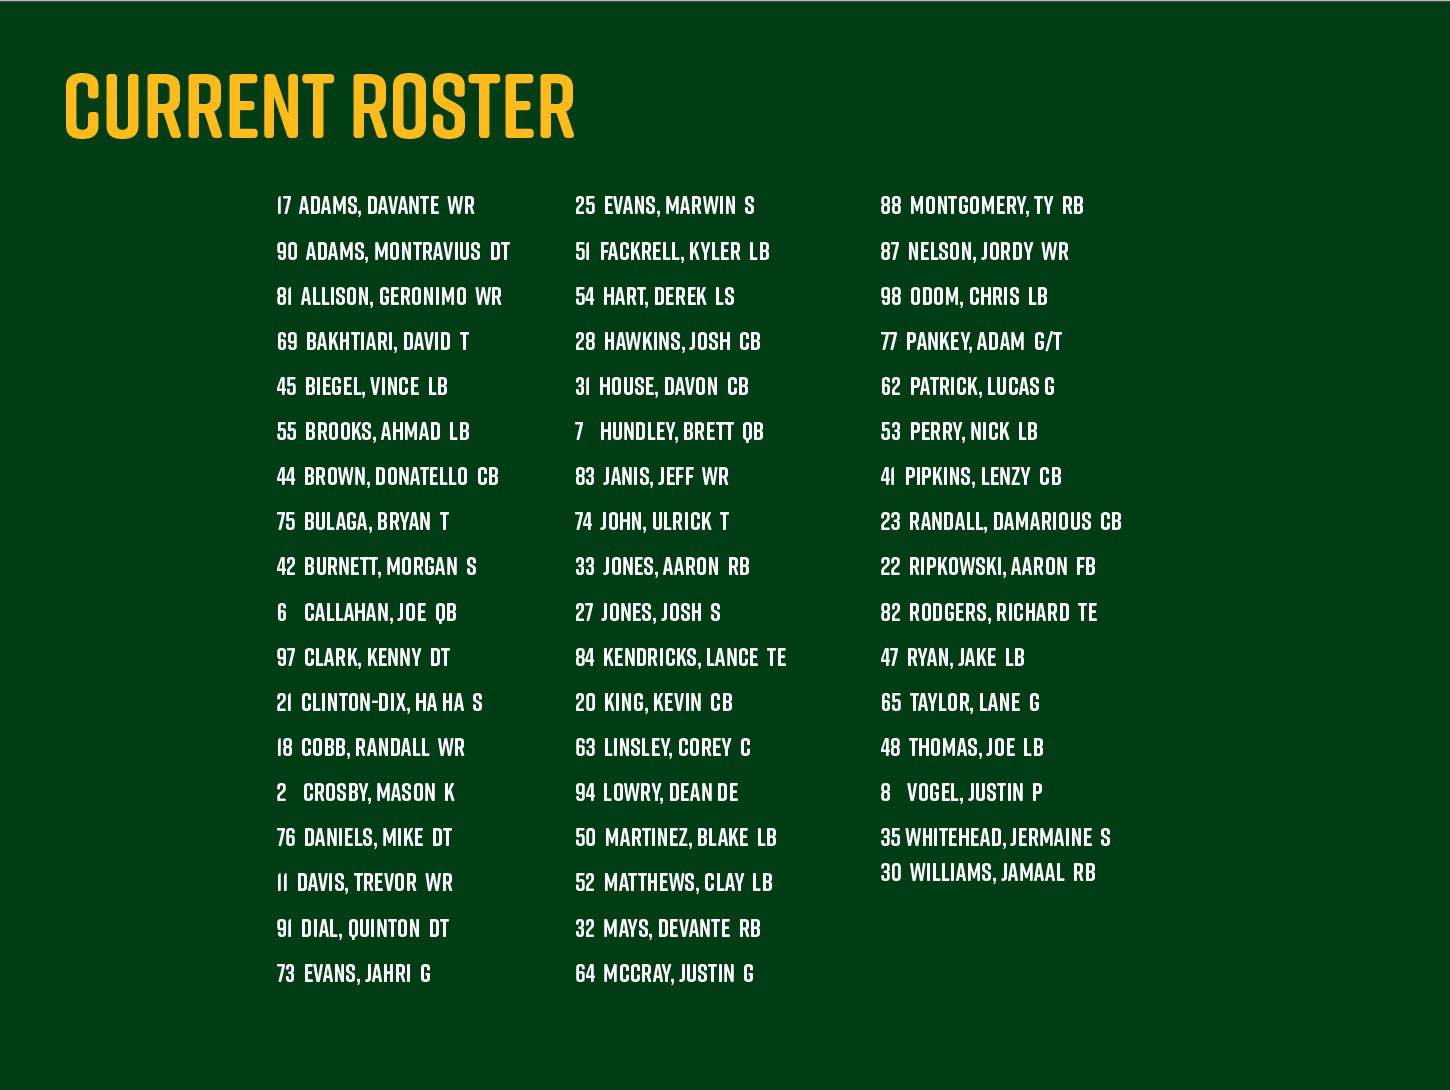 CURRENT ROSTER
17 ADAMS, DAVANTE WR
90 ADAMS, MONTRAVIUS DT
81 ALLISON, GERONIMO WR
69 BAKHTIARI, DAVID T
45 BIEGEL, VINCE LB
55 BROOKS, AHMAD LB
44 BROWN, DONATELLO CB
75 BULAGA, BRYAN T
42 BURNETT, MORGAN S
6 CALLAHAN, JOE QB
97 CLARK, KENNY DT
21 CLINTON-DIX, HA HA S
18 COBB, RANDALL WR
2 CROSBY, MASON K
76 DANIELS, MIKE DT
11 DAVIS, TREVOR WR
91 DIAL, QUINTON DT
73 EVANS, JAHRI G
25 EVANS, MARWIN S
51 FACKRELL, KYLER LB
54 HART, DEREK LS
28 HAWKINS, JOSH CB
31 HOUSE, DAVON CB
7 HUNDLEY, BRETT QB
83 JANIS, JEFF WR
74 JOHN, ULRICK T
33 JONES, AARON RB
27 JONES, JOSH S
84 KENDRICKS, LANCE TE
20 KING, KEVIN CB
63 LINSLEY, COREY C
94 LOWRY, DEAN DE
50 MARTINEZ, BLAKE LB
52 MATTHEWS, CLAY LB
32 MAYS, DEVANTE RB
64 MCCRAY, JUSTIN G
88 MONTGOMERY, TY RB
87 NELSON, JORDY WR
98 ODOM, CHRIS LB
77 PANKEY, ADAM G/T
62 PATRICK, LUCAS G
53 PERRY, NICK LB
41 PIPKINS, LENZY CB
23 RANDALL, DAMARIOUS CB
22 RIPKOWSKI, AARON FB
82 RODGERS, RICHARD TE
47 RYAN, JAKE LB
65 TAYLOR, LANE G
48 THOMAS, JOE LB
8 VOGEL, JUSTIN P
35 WHITEHEAD, JERMAINE S
30 WILLIAMS, JAMAAL RB